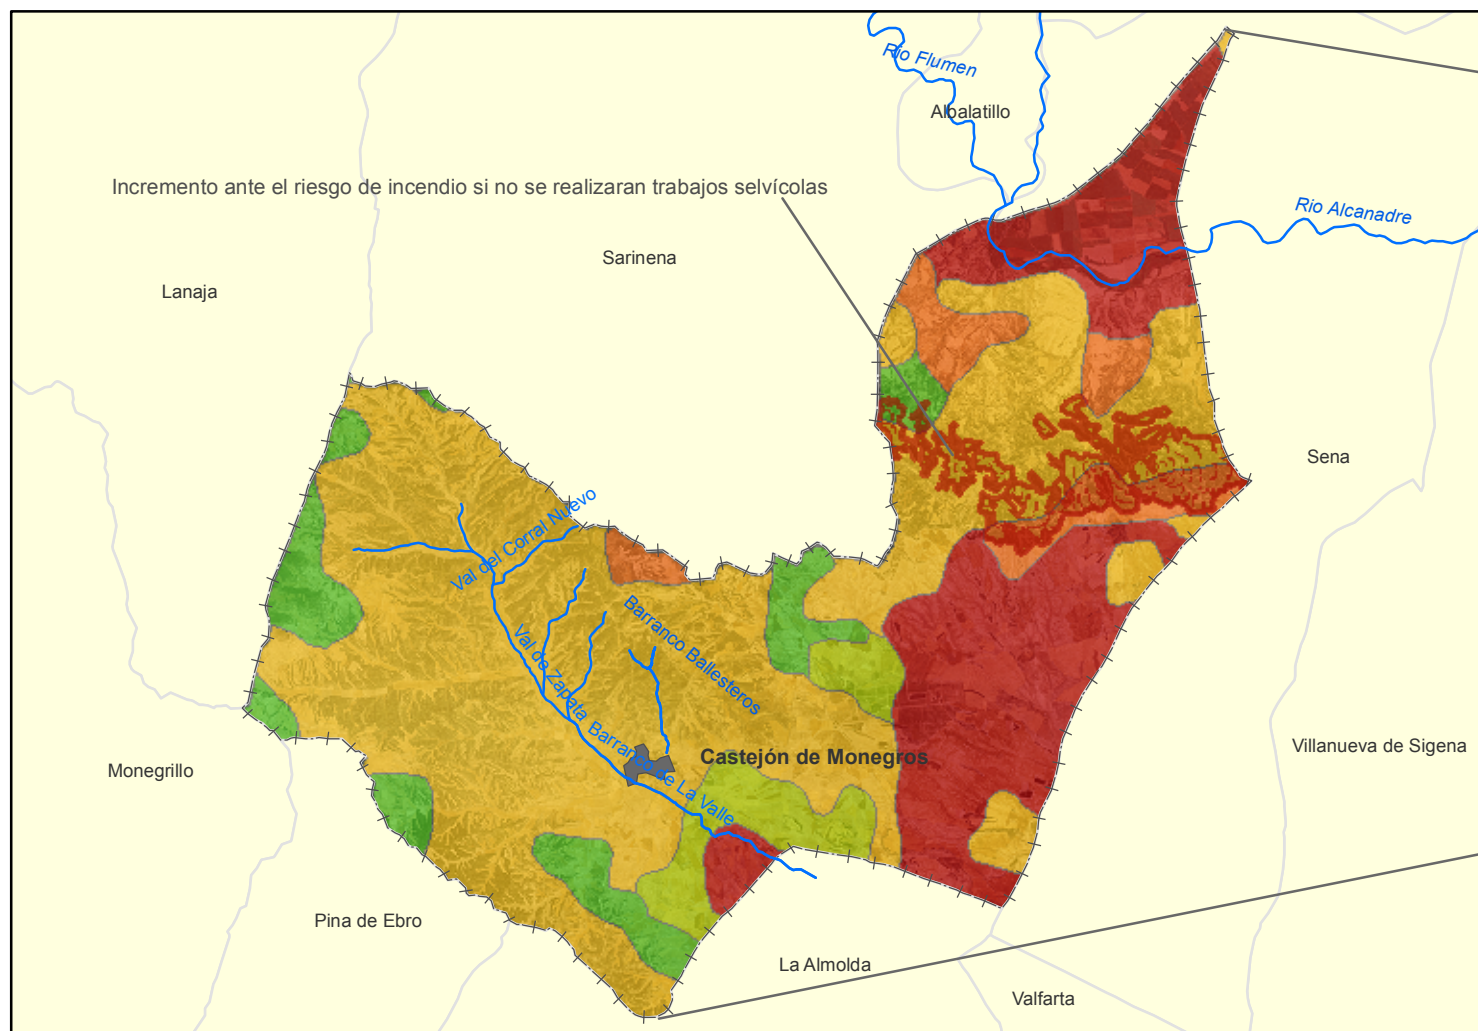 Rio Flumen
Albalatillo
Incremento ante el riesgo de incendio si no se realizaran trabajos selvícolas
Rio Alcanadre
Sarinena
Lanaja
Sena
Val del Corral Nuevo
Barranco Ballesteros
Val de Zapata
Barranco de La Valle
Castejón de Monegros
Villanueva de Sigena
Monegrillo
Pina de Ebro
La Almolda
Valfarta